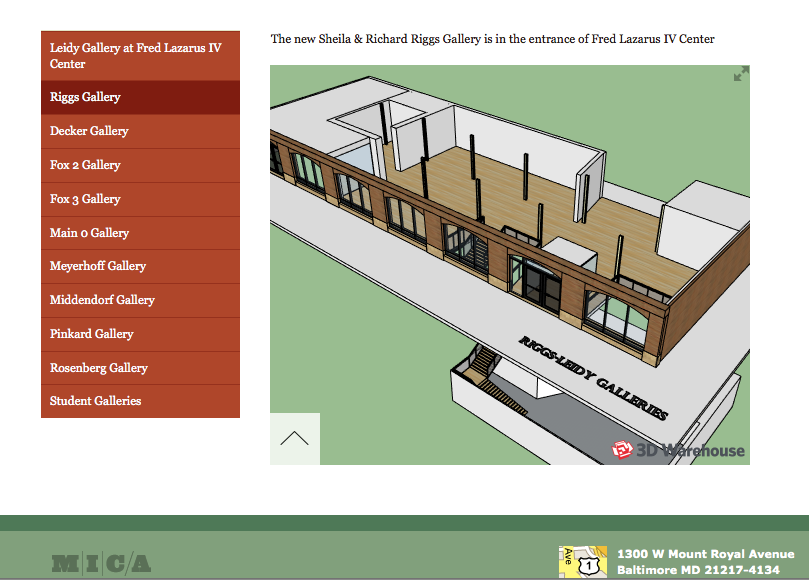 The new Sheila & Richard Riggs Gallery is in the entrance of Fred Lazarus IV Center
Leidy Gallery at Fred Lazarus IV
Center
Riggs Gallery
Decker Gallery
Fox 2 Gallery
Fox 3 Gallery
Main 0 Gallery
Meyerhoff Gallery
Middendorf Gallery
Pinkard Gallery
Rosenberg Gallery
Student Galleries
RIGGS-LEIDY GALLERIES
3D Warehouse
MICA
Ave
1
1300 W Mount Royal Avenue
Baltimore MD 21217-4134